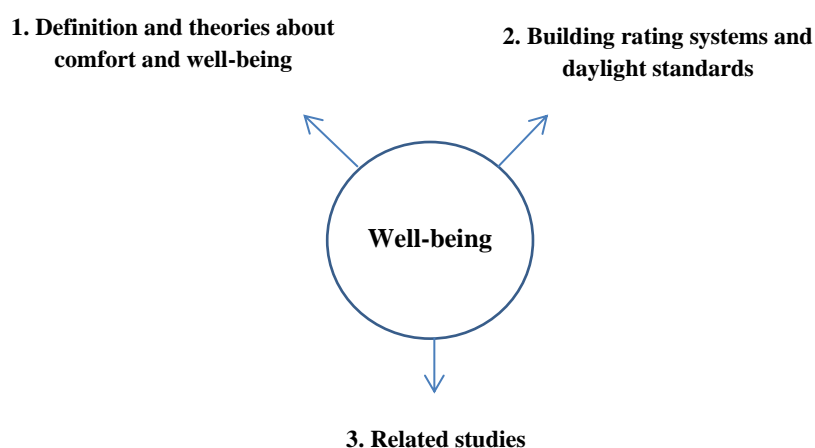 1. Definition and theories about
comfort and well-being
2. Building rating systems and
daylight standards
Well-being
3. Related studies